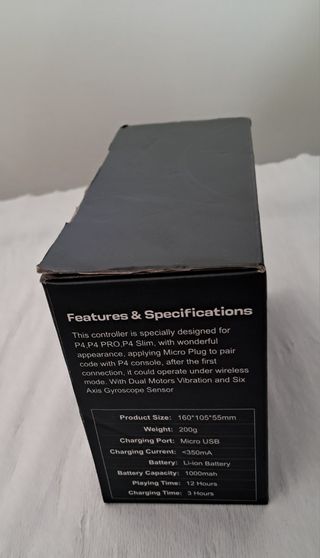 Features & Specifications
This controller is specially designed for
P4,P4 PRO,P4 Slim, with wonderful
appearance, applying Micro Plug to pair
code with P4 console, after the first
connection, it could operate under wireless
mode. With Dual Motors Vibration and Six
Axis Gyroscope Sensor
Product Size: 160*105*55mm
Weight: 200g
Charging Port: Micro USB
Charging Current: <350mA
Battery: Li-ion Battery
Battery Capacity: 1000mah
Playing Time: 12 Hours
Charging Time: 3 Hours